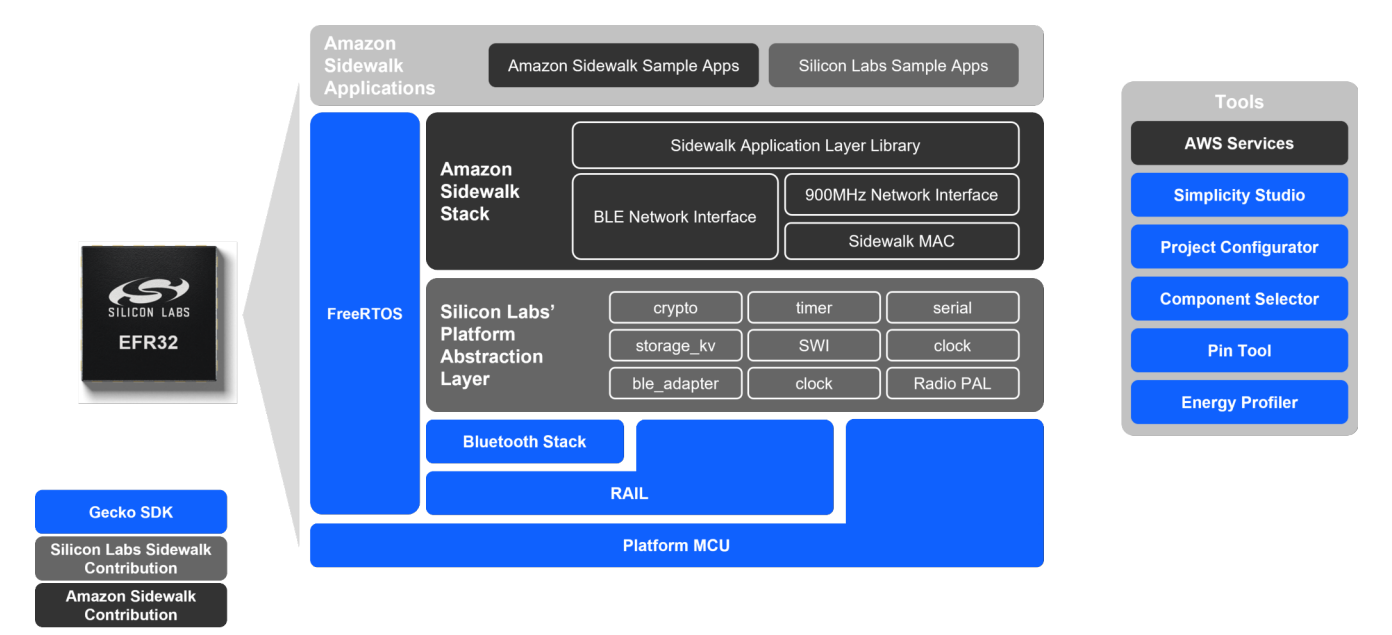 Amazon
Sidewalk
Applications
Amazon Sidewalk Sample Apps
Silicon Labs Sample Apps
FreeRTOS
Amazon
Sidewalk
Stack
Sidewalk Application Layer Library
BLE Network Interface
900MHz Network Interface
Sidewalk MAC
Silicon Labs’
Platform
Abstraction
Layer
crypto
timer
serial
storage_kv
SWI
clock
ble_adapter
clock
Radio PAL
Bluetooth Stack
RAIL
Platform MCU
SILICON LABS
EFR32
Gecko SDK
Silicon Labs Sidewalk
Contribution
Amazon Sidewalk
Contribution
Tools
AWS Services
Simplicity Studio
Project Configurator
Component Selector
Pin Tool
Energy Profiler